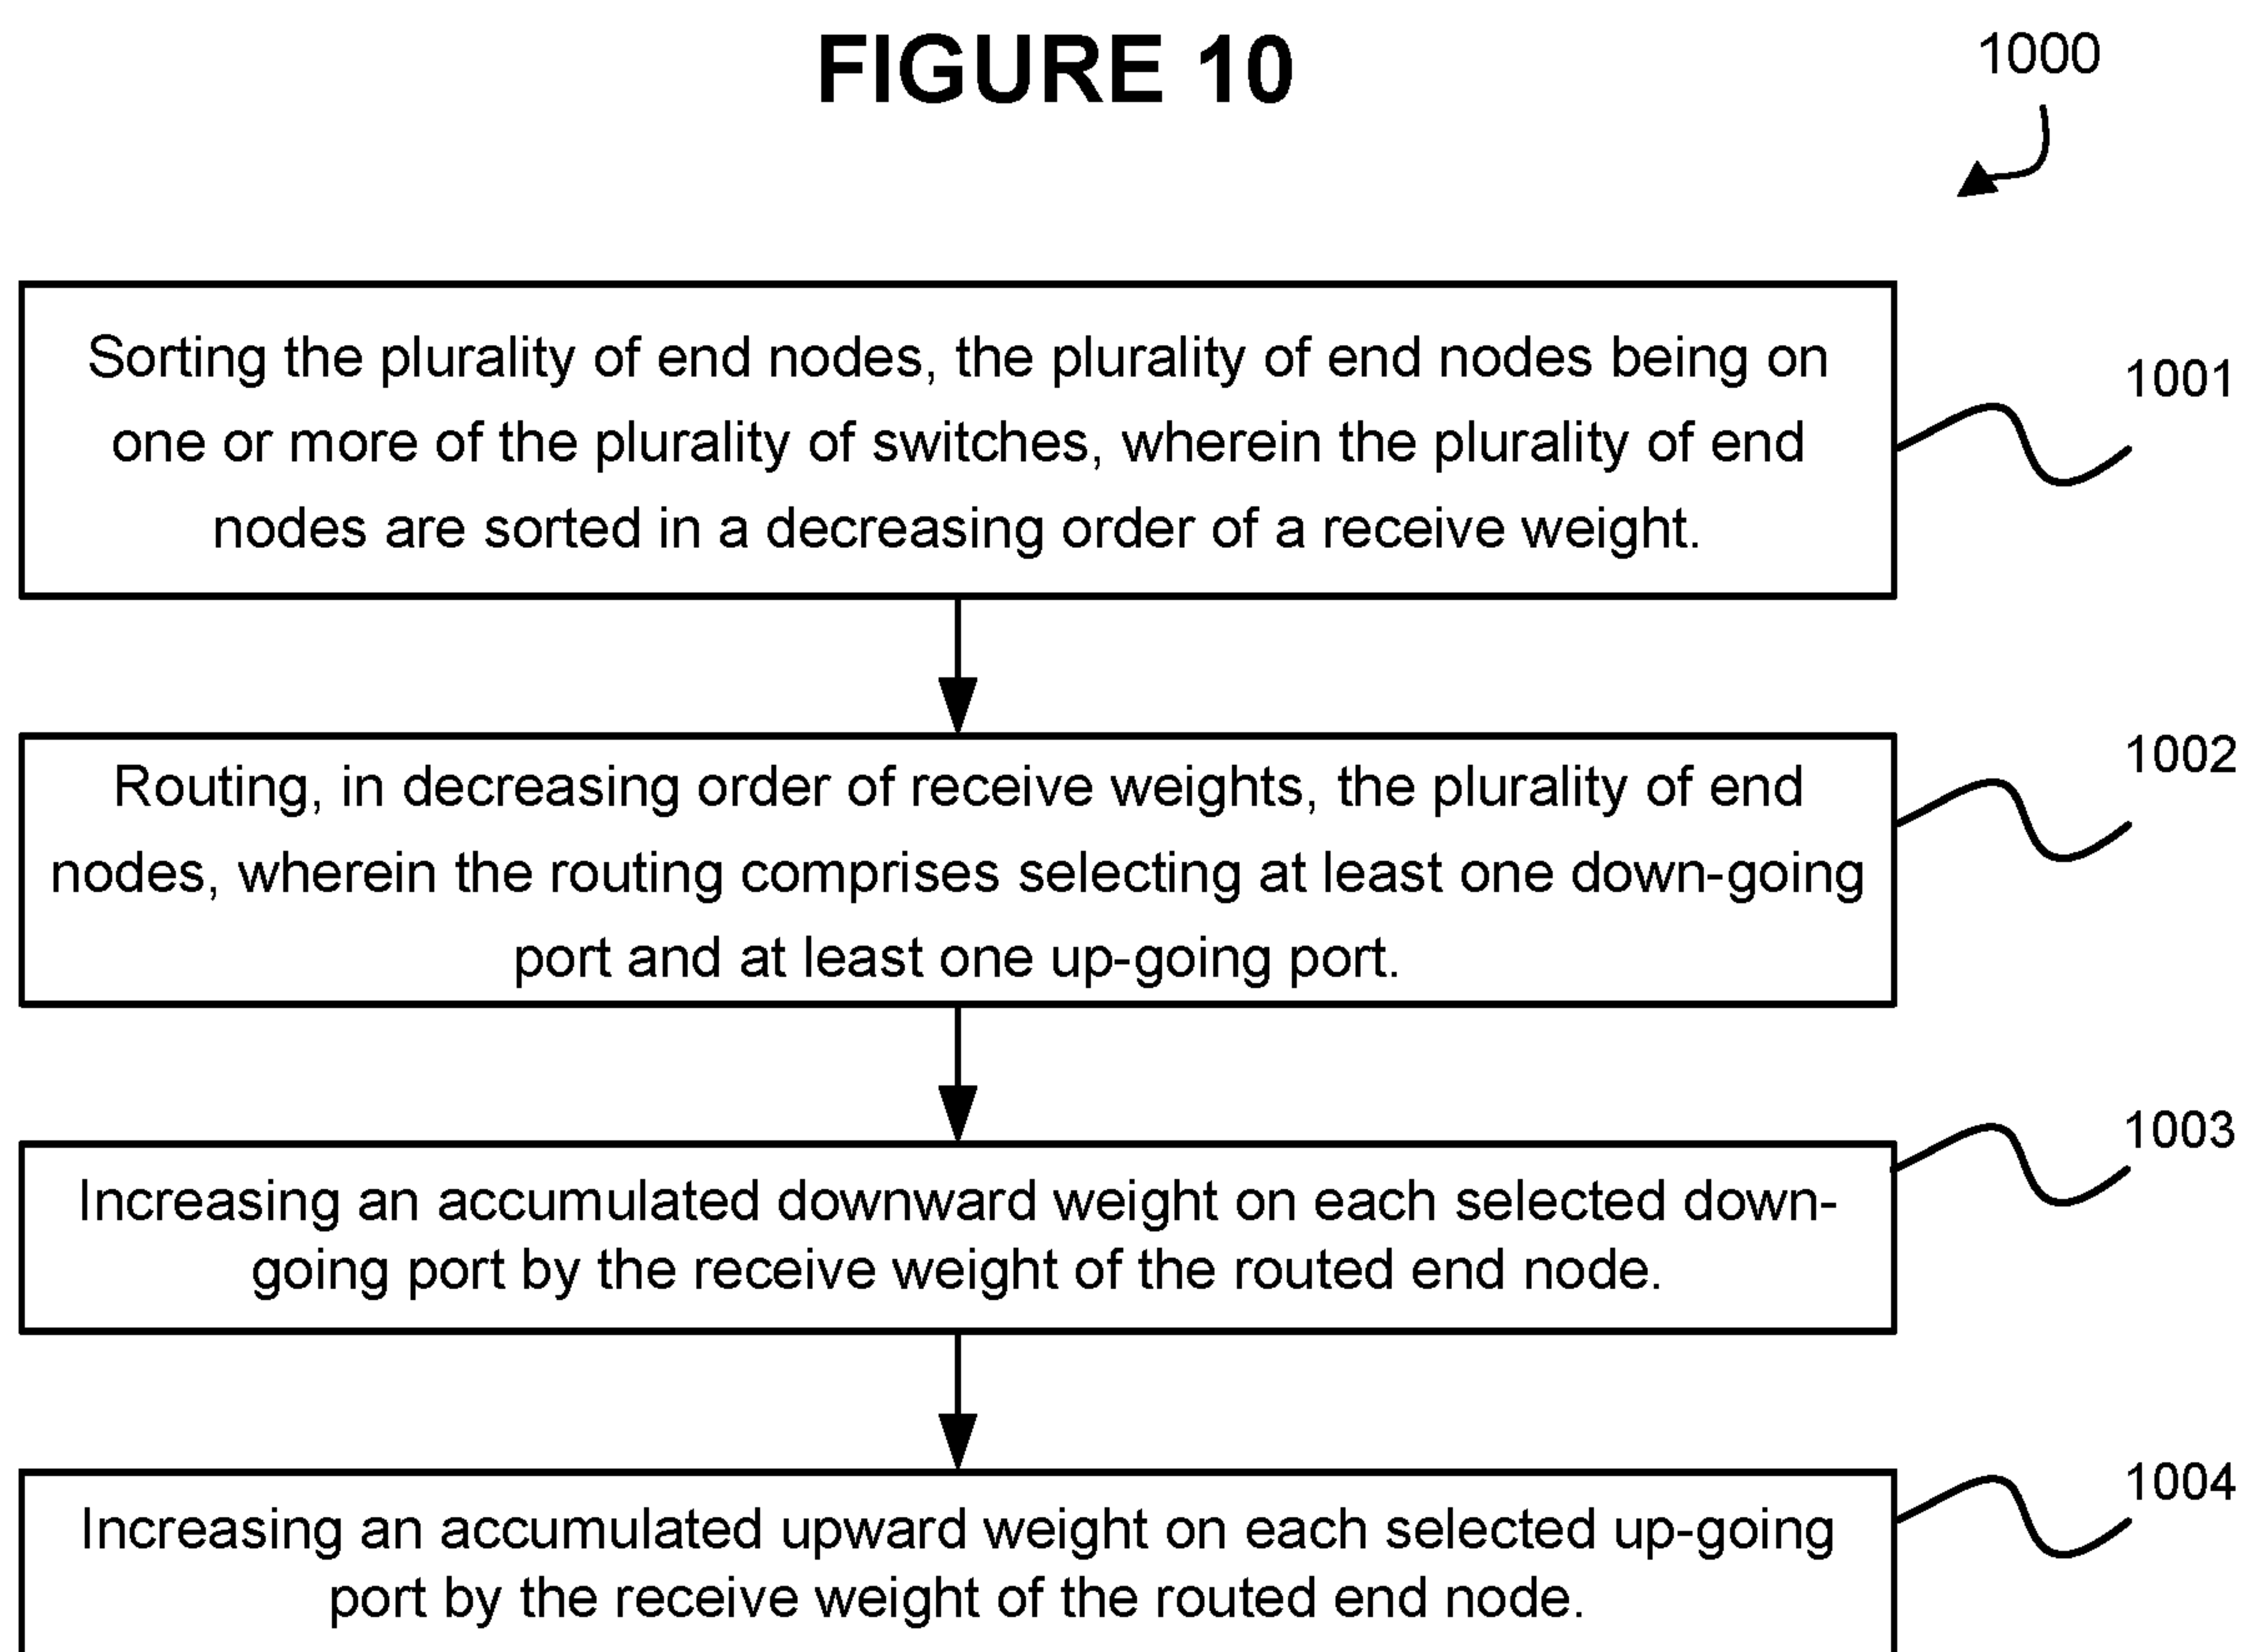 FIGURE 10
1000
Sorting the plurality of end nodes, the plurality of end nodes being on
one or more of the plurality of switches, wherein the plurality of end
nodes are sorted in a decreasing order of a receive weight.
1001
Routing, in decreasing order of receive weights, the plurality of end
nodes, wherein the routing comprises selecting at least one down-going
port and at least one up-going port.
1002
Increasing an accumulated downward weight on each selected down-
going port by the receive weight of the routed end node.
1003
Increasing an accumulated upward weight on each selected up-going
port by the receive weight of the routed end node.
1004